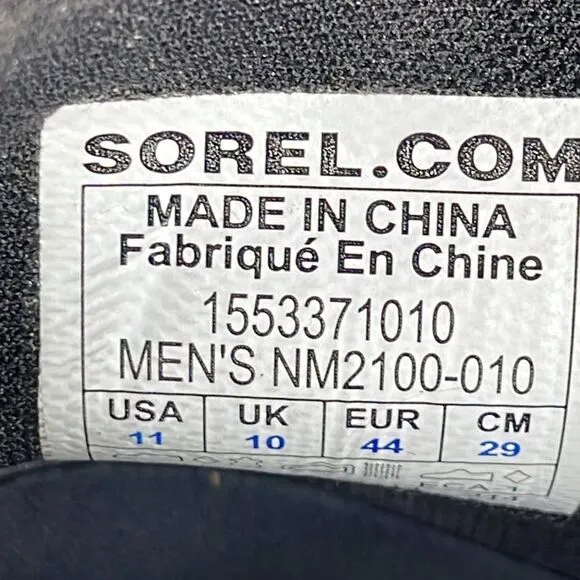 SOREL.COM
MADE IN CHINA
Fabriqué En Chine
1553371010
MEN'S NM2100-010
USA UK EUR CM
11 10 44 29